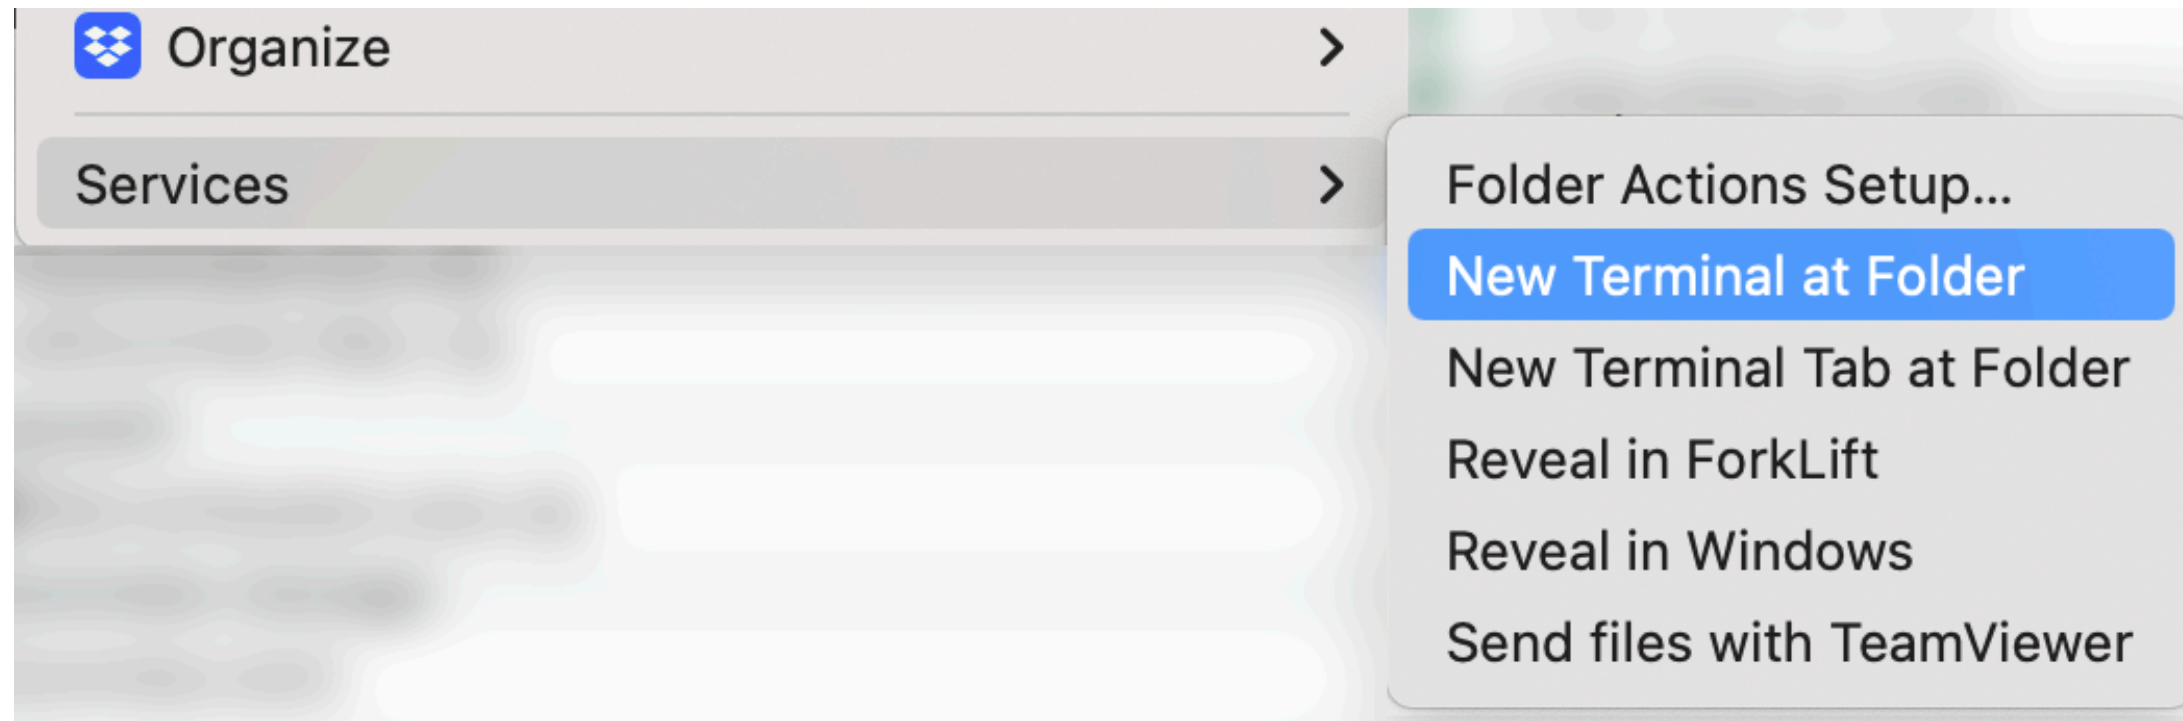 Organize
Services
Folder Actions Setup...
New Terminal at Folder
New Terminal Tab at Folder
Reveal in ForkLift
Reveal in Windows
Send files with TeamViewer